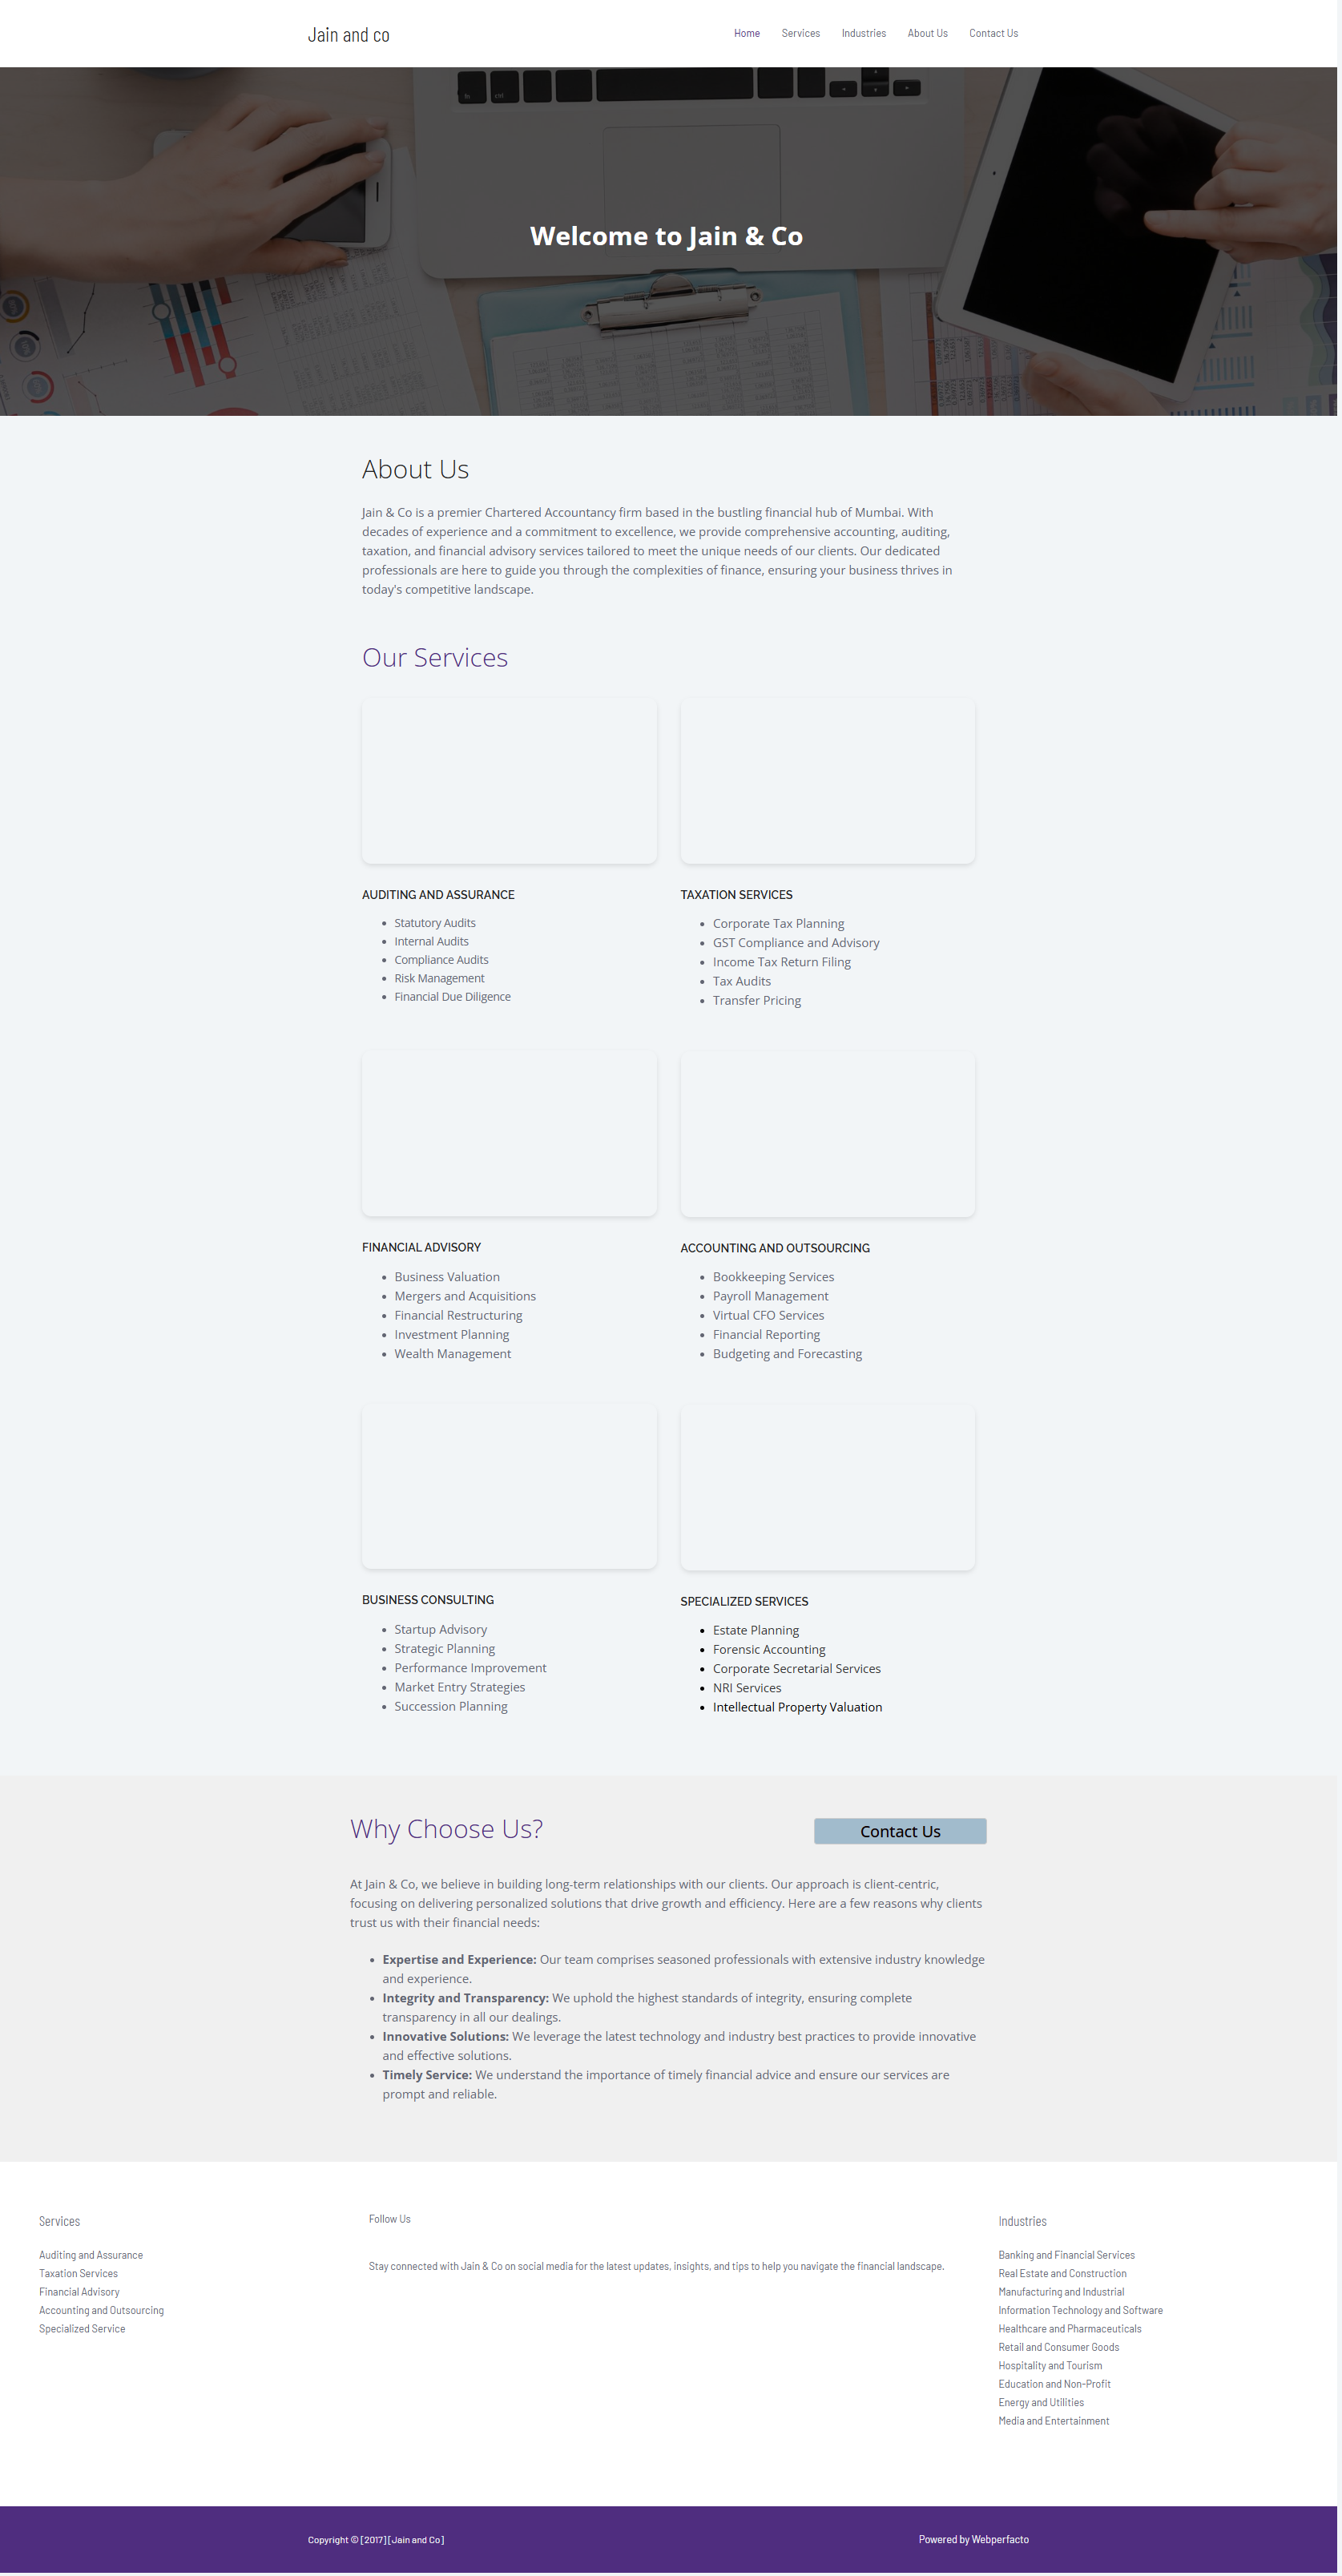 Jain and co
Home Services Industries About Us Contact Us
Welcome to Jain & Co
About Us
Jain & Co is a premier Chartered Accountancy firm based in the bustling financial hub of Mumbai. With
decades of experience and a commitment to excellence, we provide comprehensive accounting, auditing,
taxation, and financial advisory services tailored to meet the unique needs of our clients. Our dedicated
professionals are here to guide you through the complexities of finance, ensuring your business thrives in
today's competitive landscape.
Our Services
AUDITING AND ASSURANCE
Statutory Audits
Internal Audits
Compliance Audits
Risk Management
Financial Due Diligence
TAXATION SERVICES
Corporate Tax Planning
GST Compliance and Advisory
Income Tax Return Filing
Tax Audits
Transfer Pricing
FINANCIAL ADVISORY
Business Valuation
Mergers and Acquisitions
Financial Restructuring
Investment Planning
Wealth Management
ACCOUNTING AND OUTSOURCING
Bookkeeping Services
Payroll Management
Virtual CFO Services
Financial Reporting
Budgeting and Forecasting
BUSINESS CONSULTING
Startup Advisory
Strategic Planning
Performance Improvement
Market Entry Strategies
Succession Planning
SPECIALIZED SERVICES
Estate Planning
Forensic Accounting
Corporate Secretarial Services
NRI Services
Intellectual Property Valuation
Why Choose Us?
Contact Us
At Jain & Co, we believe in building long-term relationships with our clients. Our approach is client-centric,
focusing on delivering personalized solutions that drive growth and efficiency. Here are a few reasons why clients
trust us with their financial needs:
Expertise and Experience: Our team comprises seasoned professionals with extensive industry knowledge
and experience.
Integrity and Transparency: We uphold the highest standards of integrity, ensuring complete
transparency in all our dealings.
Innovative Solutions: We leverage the latest technology and industry best practices to provide innovative
and effective solutions.
Timely Service: We understand the importance of timely financial advice and ensure our services are
prompt and reliable.
Services
Auditing and Assurance
Taxation Services
Financial Advisory
Accounting and Outsourcing
Specialized Service
Follow Us
Stay connected with Jain & Co on social media for the latest updates, insights, and tips to help you navigate the financial landscape.
Industries
Banking and Financial Services
Real Estate and Construction
Manufacturing and Industrial
Information Technology and Software
Healthcare and Pharmaceuticals
Retail and Consumer Goods
Hospitality and Tourism
Education and Non-Profit
Energy and Utilities
Media and Entertainment
Copyright © [2017] [Jain and Co]
Powered by Webperfacto